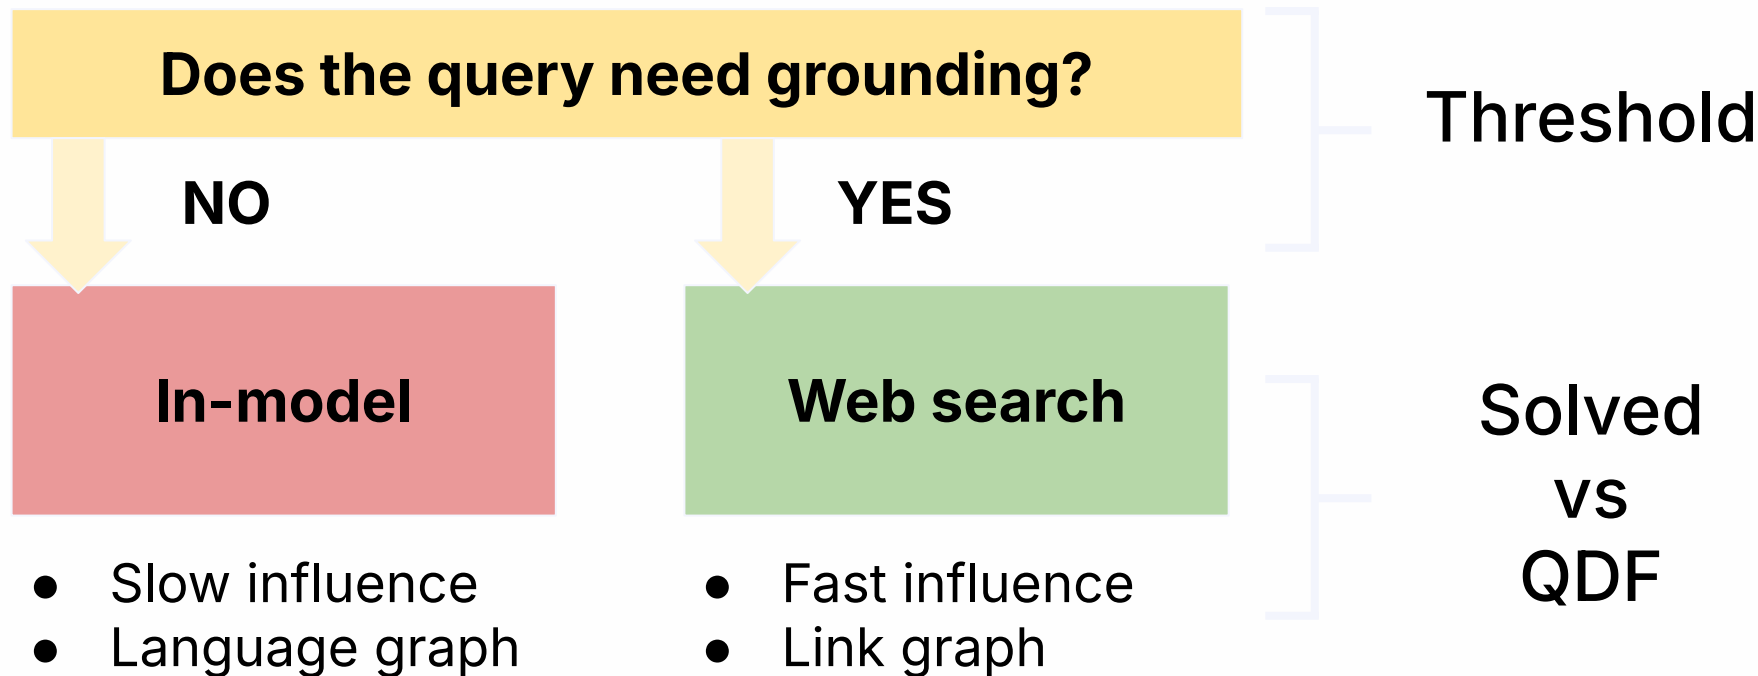 Does the query need grounding?
Threshold
NO
YES
In-model
Web search
Solved
vs
QDF
● Slow influence
● Language graph
● Fast influence
● Link graph